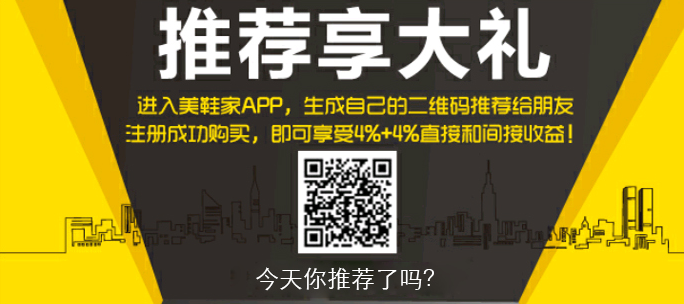 推荐享大礼
进入美鞋家APP，生成自己的二维码推荐给朋友
注册成功购买，即可享受4%+4%直接和间接收益！
今天你推荐了吗？